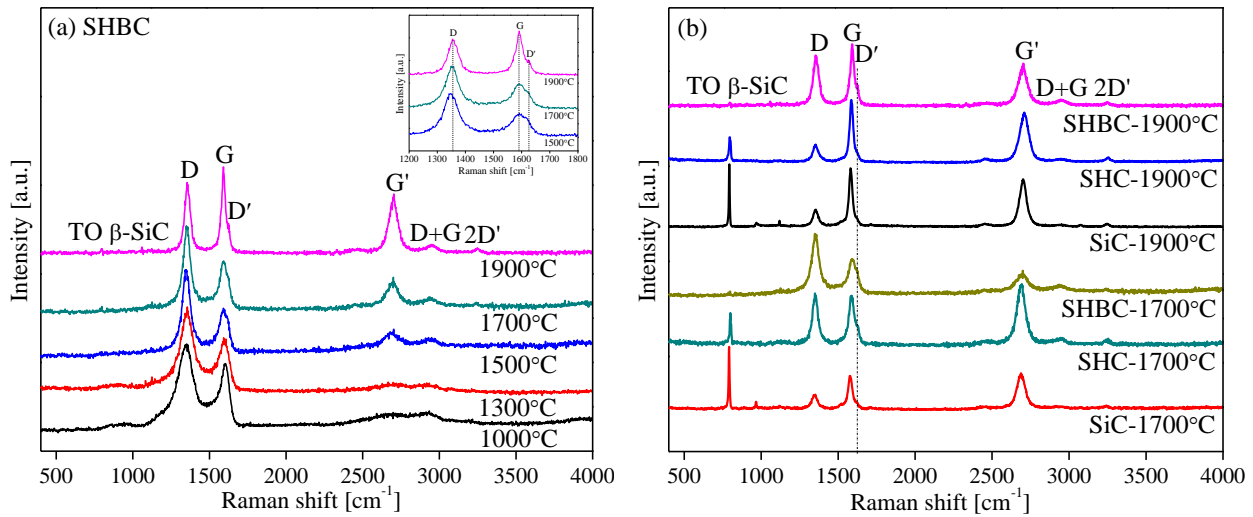 (a) SHBC
D
G
D'
1900°C
1700°C
1500°C
Intensity [a.u.]
1200 1300 1400 1500 1600 1700 1800
Raman shift [cm-1]
D
G
D′
G'
TO β-SiC
D+G 2D'
1900°C
1700°C
1500°C
1300°C
1000°C
Intensity [a.u.]
500 1000 1500 2000 2500 3000 3500 4000
Raman shift [cm-1]
(b)
D
G
D′
G'
TO β-SiC
D+G 2D'
SHBC-1900°C
SHC-1900°C
SiC-1900°C
SHBC-1700°C
SHC-1700°C
SiC-1700°C
Intensity [a.u.]
500 1000 1500 2000 2500 3000 3500 4000
Raman shift [cm-1]